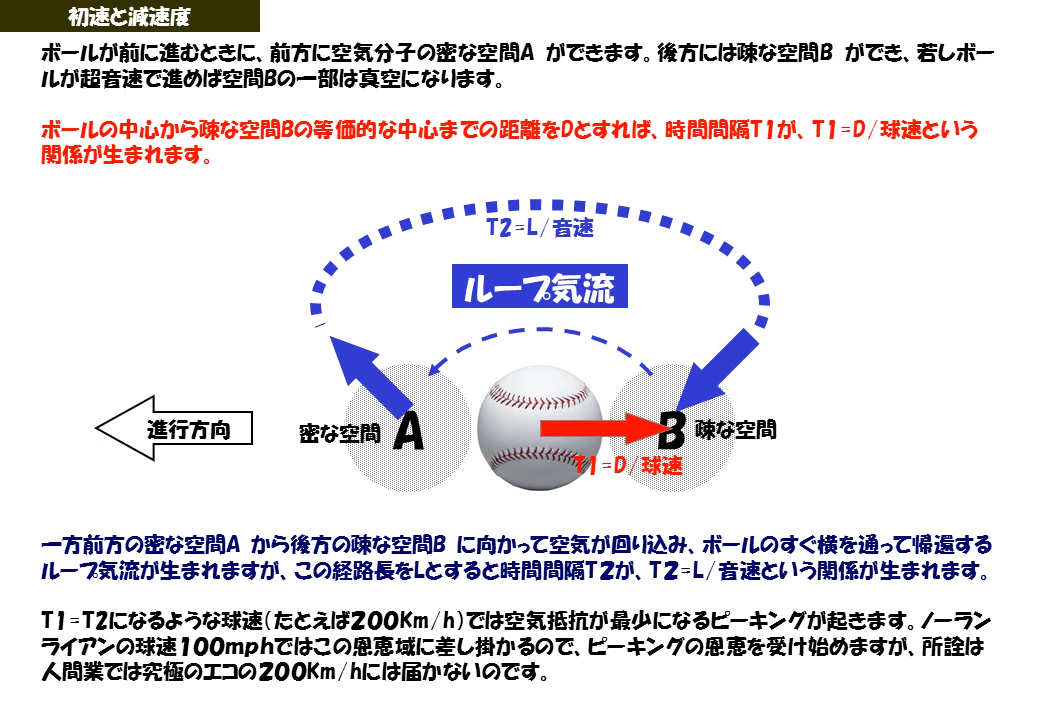 初速と減速度
ボールが前に進むときに、前方に空気分子の密な空間A ができます。後方には疎な空間B ができ、若しボー
ルが超音速で進めば空間Bの一部は真空になります。
ボールの中心から疎な空間Bの等価的な中心までの距離をDとすれば、時間間隔T1が、T1=D/球速という
関係が生まれます。
T2=L/音速
ループ気流
進行方向
密な空間
A
B
疎な空間
T1=D/球速
一方前方の密な空間A から後方の疎な空間B に向かって空気が回り込み、ボールのすぐ横を通って帰還する
ループ気流が生まれますが、この経路長をLとすると時間間隔T2が、T2=L/音速という関係が生まれます。
T1=T2になるような球速(たとえば200Km/h)では空気抵抗が最少になるピーキングが起きます。ノーラン
ライアンの球速100mphではこの恩恵域に差し掛かるので、ピーキングの恩恵を受け始めますが、所詮は
人間業では究極のエコの200Km/hには届かないのです。